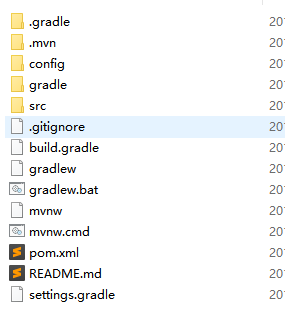 .gradle 20
.mvn 20
config 20
gradle 20
src 20
.gitignore 20
build.gradle 20
gradlew 20
gradlew.bat 20
mvnw 20
mvnw.cmd 20
pom.xml 20
README.md 20
settings.gradle 20